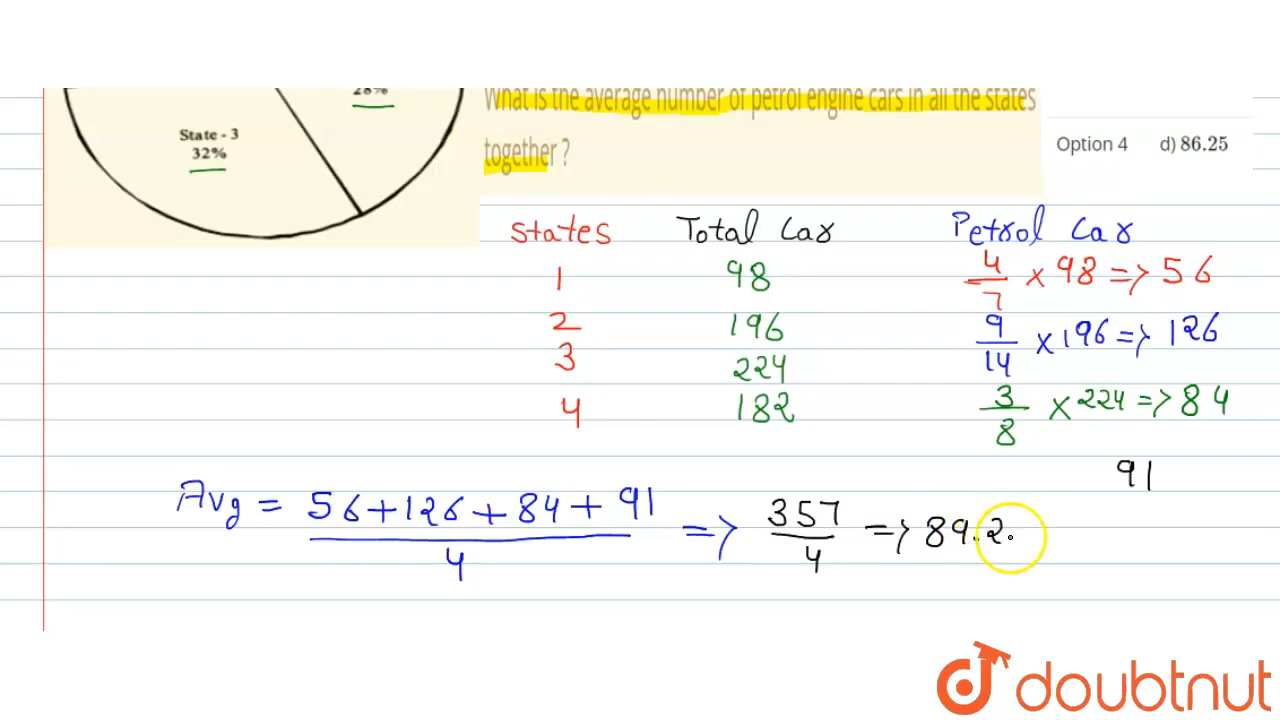 28%
What is the average number of petrol engine cars in all the states
together ?
State - 3
32%
Option 4 d) 86.25
States Total Car Petrol Car
1 98 4/7 × 98 => 56
2 196 9/14 × 196 => 126
3 224 3/8 × 224 => 84
4 182 91
Avg = 56+126+84+91/4 => 357/4 => 89.2
doubtnut